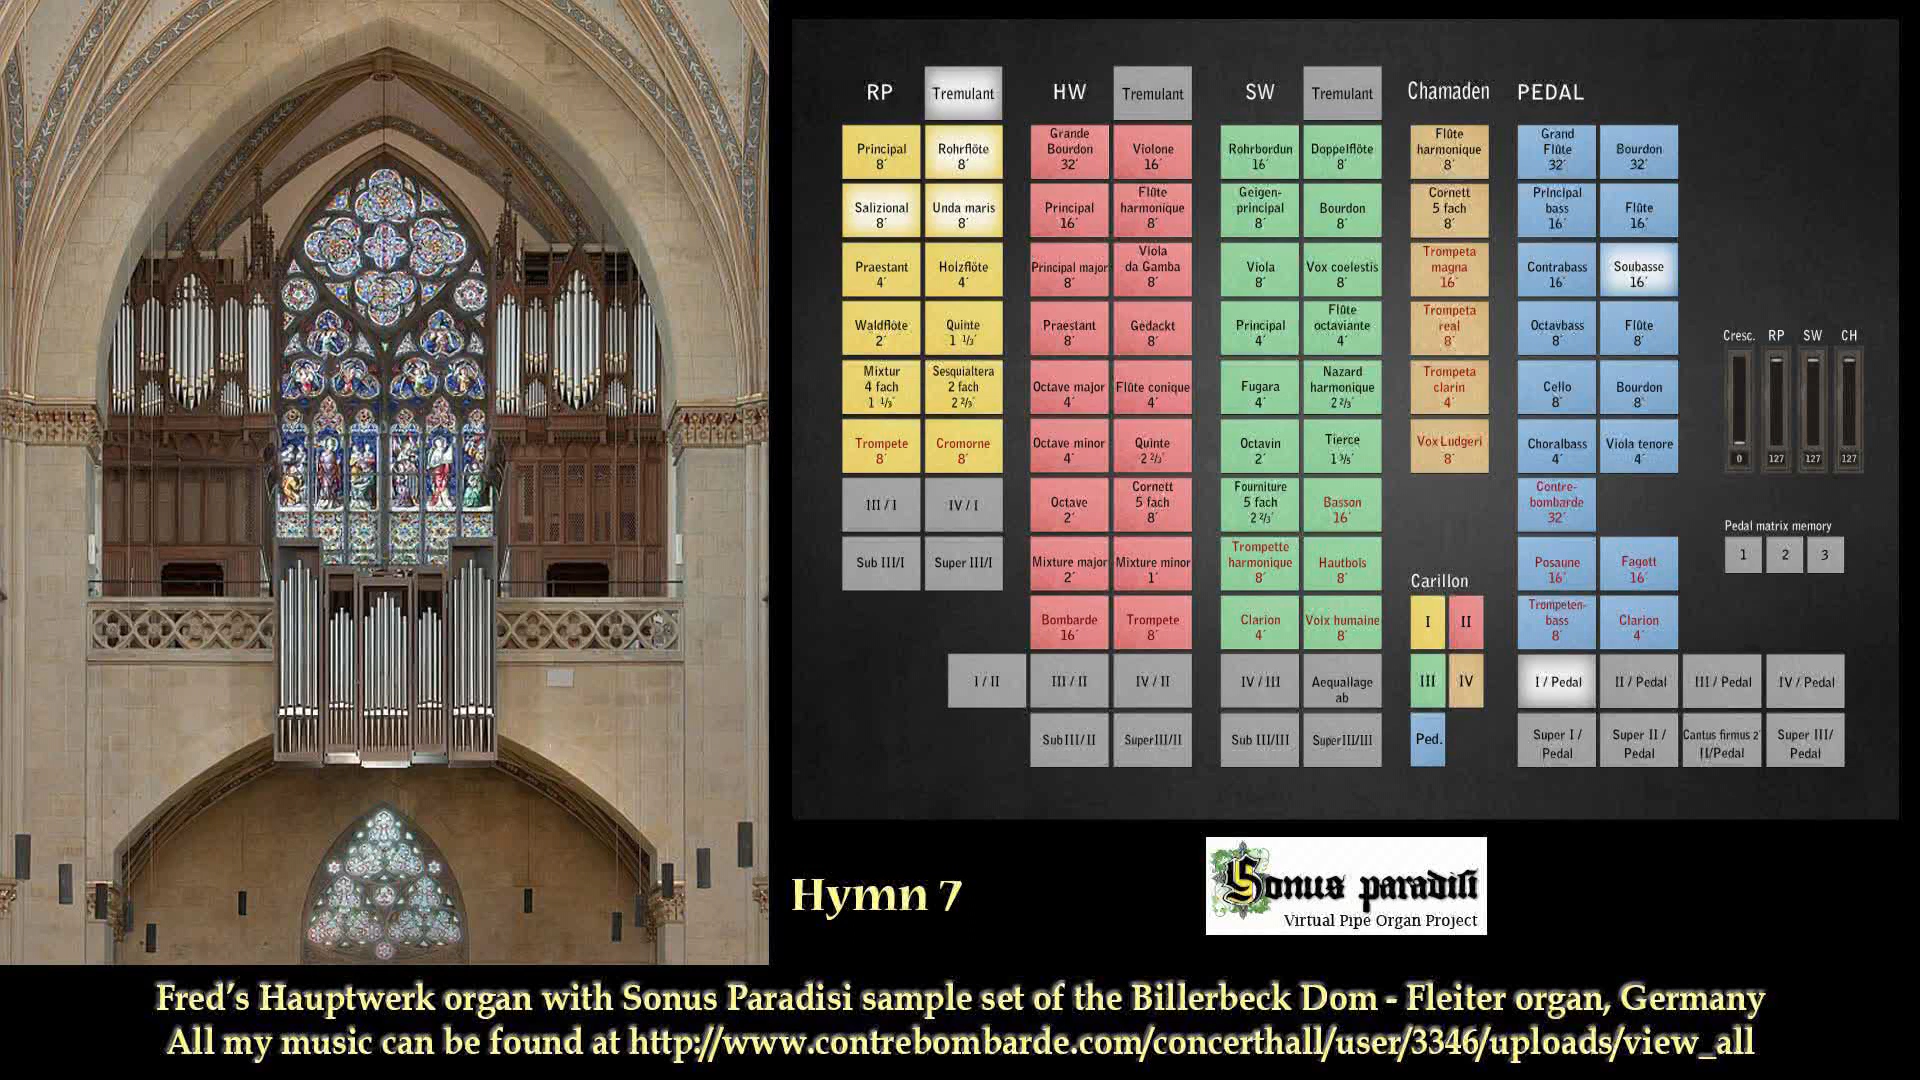 RP
Tremulant
Principal
8´
Rohrflöte
8´
Salizional
8´
Unda maris
8´
Praestant
4´
Holzflöte
4´
Waldflöte
2´
Quinte
1 1/3´
Mixtur
4 fach
1 1/3´
Sesquialtera
2 fach
2 2/3´
Trompete
8´
Cromorne
8´
III / I
IV / I
Sub III/I
Super III/I
HW
Tremulant
Grande
Bourdon
32´
Violone
16´
Principal
16´
Flûte
harmonique
8´
Principal major
8´
Viola
da Gamba
8´
Praestant
8´
Gedackt
8´
Octave major
4´
Flûte conique
4´
Octave minor
4´
Quinte
2 2/3´
Octave
2´
Cornett
5 fach
8´
Mixture major
2´
Mixture minor
1´
Bombarde
16´
Trompete
8´
I / II
III / II
IV / II
Sub III/ II
Super III/II
SW
Tremulant
Rohrbordun
16´
Doppelflöte
8´
Geigen-
principal
8´
Bourdon
8´
Viola
8´
Vox coelestis
8´
Principal
4´
Flûte
octaviante
4´
Fugara
4´
Nazard
harmonique
2 2/3´
Octavin
2´
Tierce
1 3/5´
Fourniture
5 fach
2 2/3´
Basson
16´
Trompette
harmonique
8´
Hautbois
8´
Clarion
4´
Voix humaine
8´
IV / III
Aequallage
ab
Sub III/III
Super III/III
Chamaden
Flûte
harmonique
8´
Cornett
5 fach
8´
Trompeta
magna
16´
Trompeta
real
8´
Trompeta
clarin
4´
Vox Ludgeri
8´
Carillon
I
II
III
IV
Ped.
PEDAL
Grand
Flûte
32´
Bourdon
32´
Principal
bass
16´
Flûte
16´
Contrabass
16´
Soubasse
16´
Octavbass
8´
Flûte
8´
Cello
8´
Bourdon
8´
Choralbass
4´
Viola tenore
4´
Contre-
bombarde
32´
Posaune
16´
Fagott
16´
Trompeten-
bass
8´
Clarion
4´
I / Pedal
II / Pedal
III / Pedal
IV / Pedal
Super I /
Pedal
Super II /
Pedal
Cantus firmus 2´
II/Pedal
Super III/
Pedal
Cresc. RP SW CH
0 127 127 127
Pedal matrix memory
1 2 3
Hymn 7
Sonus paradisi
Virtual Pipe Organ Project
Fred's Hauptwerk organ with Sonus Paradisi sample set of the Billerbeck Dom - Fleiter organ, Germany
All my music can be found at http://www.contrebombarde.com/concerthall/user/3346/uploads/view_all